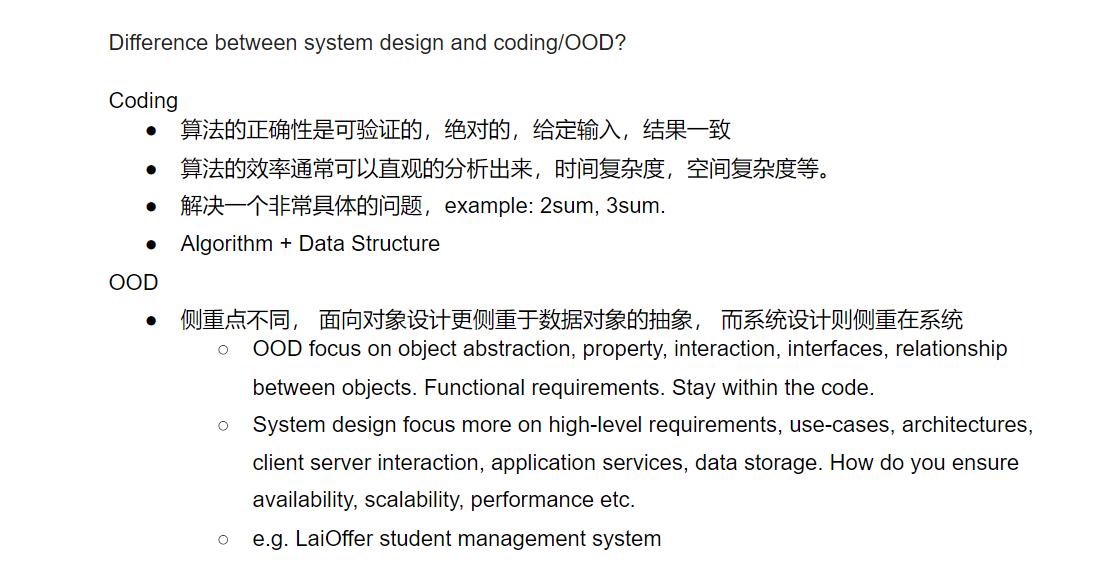 Difference between system design and coding/OOD?
Coding
● 算法的正确性是可验证的，绝对的，给定输入，结果一致
● 算法的效率通常可以直观的分析出来，时间复杂度，空间复杂度等。
● 解决一个非常具体的问题，example: 2sum, 3sum.
● Algorithm + Data Structure
OOD
● 侧重点不同， 面向对象设计更侧重于数据对象的抽象， 而系统设计则侧重在系统
○ OOD focus on object abstraction, property, interaction, interfaces, relationship
between objects. Functional requirements. Stay within the code.
○ System design focus more on high-level requirements, use-cases, architectures,
client server interaction, application services, data storage. How do you ensure
availability, scalability, performance etc.
○ e.g. LaiOffer student management system